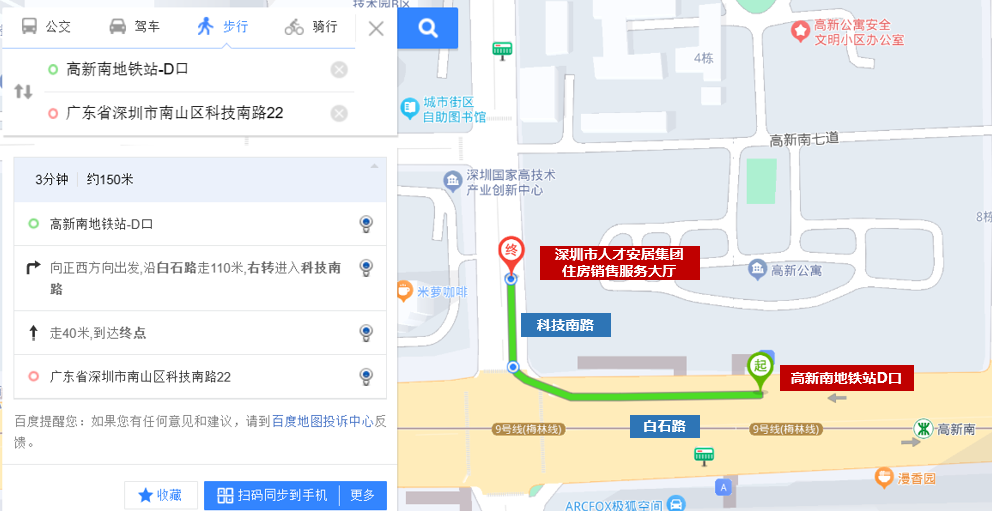 公交
驾车
步行
骑行
高新南地铁站-D口
广东省深圳市南山区科技南路22
3分钟
约150米
高新南地铁站-D口
向正西方向出发,沿白石路走110米,右转进入科技南
路
走40米,到达终点
广东省深圳市南山区科技南路22
百度提醒您：如果您有任何意见和建议，请到百度地图投诉中心反
馈。
收藏
扫码同步到手机
更多
高新公寓安全
文明小区办公室
4栋
城市街区
自助图书馆
高新南七道
深圳国家高技术
产业创新中心
8栋
终
深圳市人才安居集团
住房销售服务大厅
高新公寓
米萝咖啡
科技南路
起
高新南地铁站D口
白石路
9号线(梅林线)
9号线(梅林线)
高新南
漫香园
A
ARCFOX极狐空间